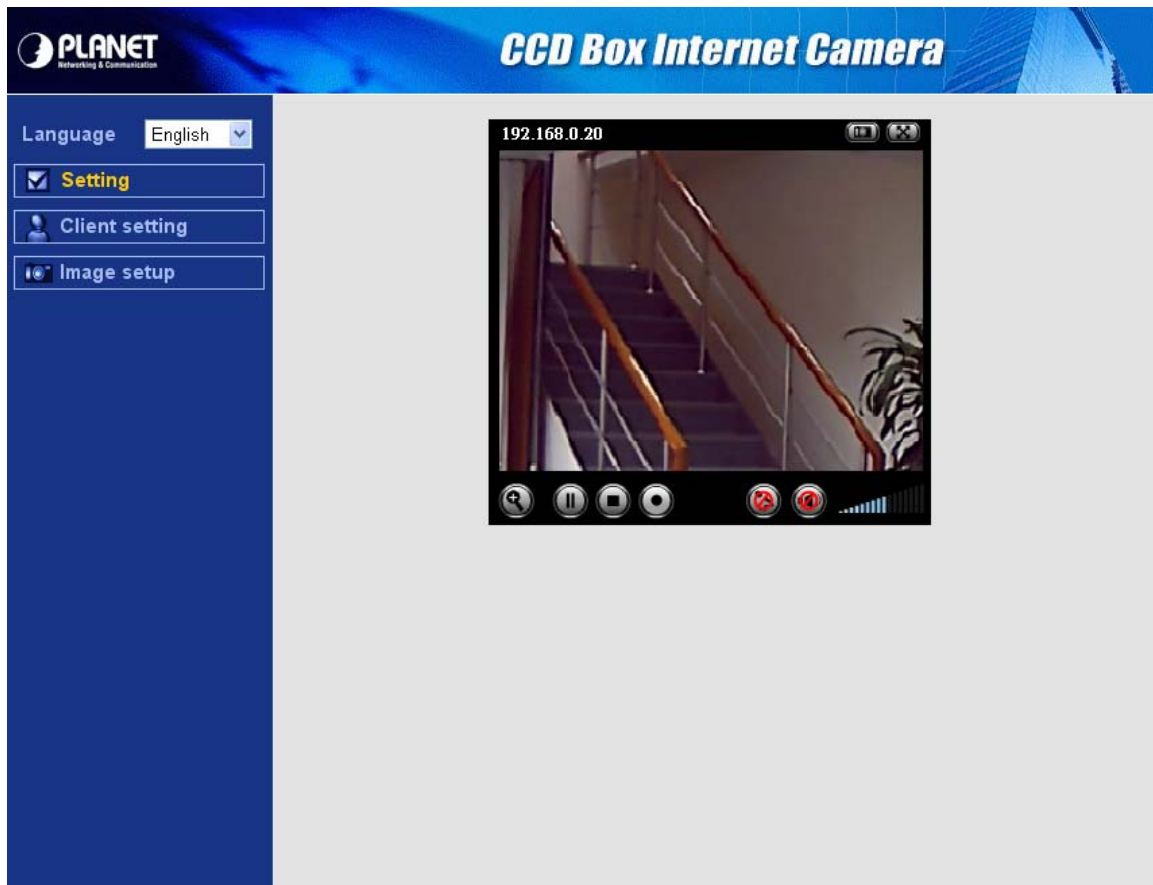 PLANET
Networking & Communication
CCD Box Internet Camera
Language English
Setting
Client setting
Image setup
192.168.0.20